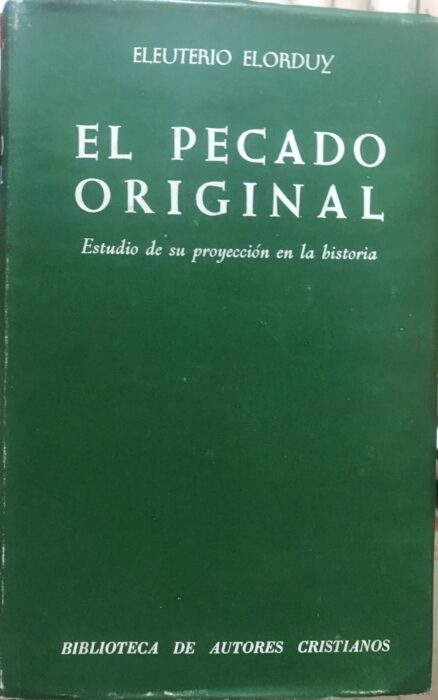 ELEUTERIO ELORDUY
EL PECADO
ORIGINAL
Estudio de su proyección en la historia
BIBLIOTECA DE AUTORES CRISTIANOS